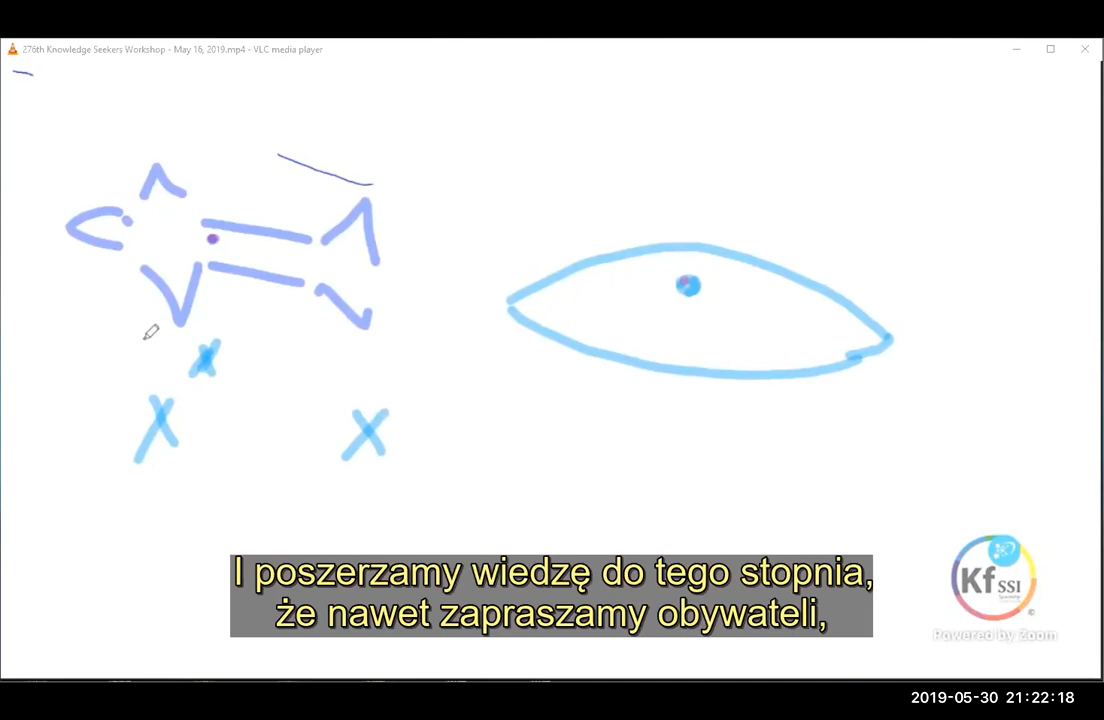 276th Knowledge Seekers Workshop - May 16, 2019.mp4 - VLC media player
X
X
X
I poszerzamy wiedzę do tego stopnia,
że nawet zapraszamy obywateli,
Kf SSI
Powered by Zoom
2019-05-30 21:22:18